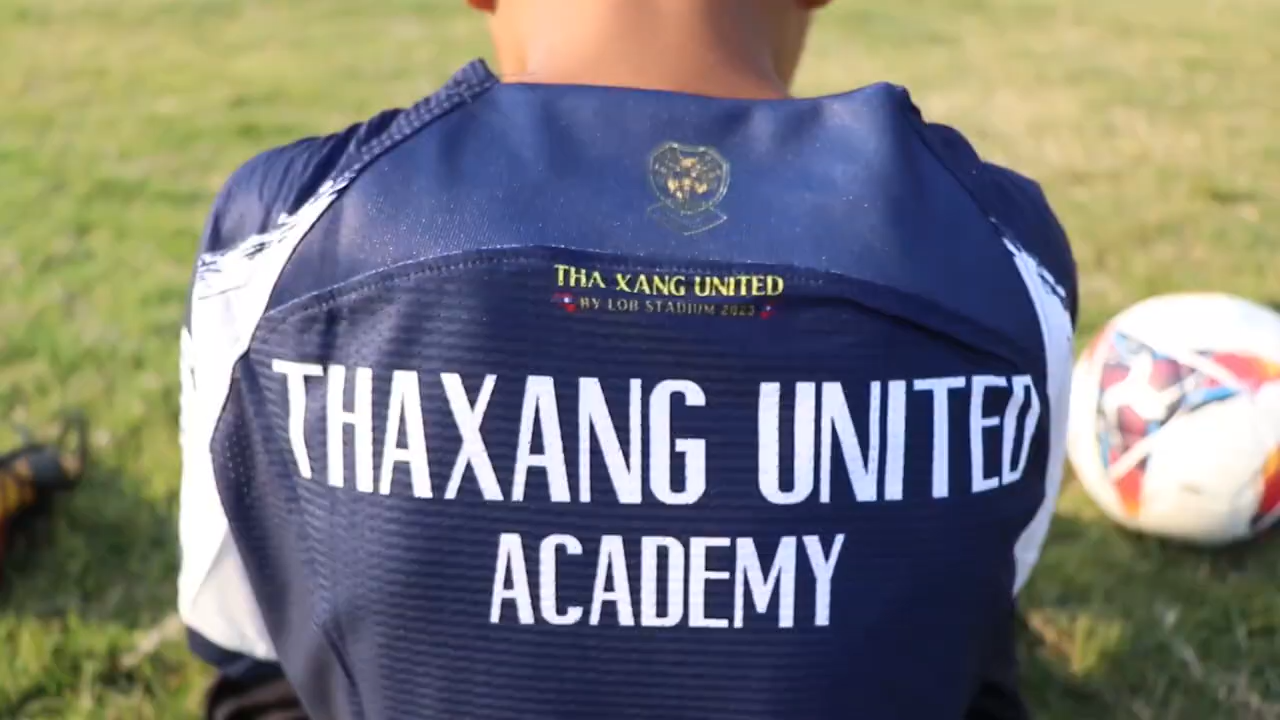 THA XANG UNITED
BY LOB STADIUM 2023
THAXANG UNITED
ACADEMY